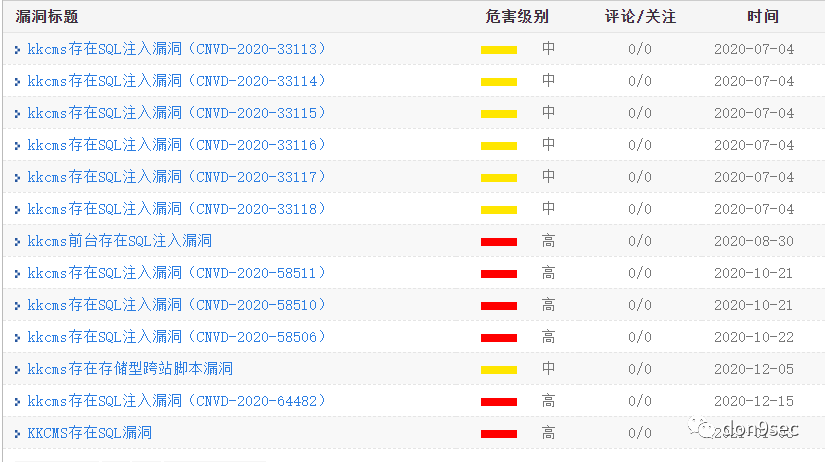 漏洞标题 危害级别 评论/关注 时间
kkcms存在SQL注入漏洞（CNVD-2020-33113） 中 0/0 2020-07-04
kkcms存在SQL注入漏洞（CNVD-2020-33114） 中 0/0 2020-07-04
kkcms存在SQL注入漏洞（CNVD-2020-33115） 中 0/0 2020-07-04
kkcms存在SQL注入漏洞（CNVD-2020-33116） 中 0/0 2020-07-04
kkcms存在SQL注入漏洞（CNVD-2020-33117） 中 0/0 2020-07-04
kkcms存在SQL注入漏洞（CNVD-2020-33118） 中 0/0 2020-07-04
kkcms前台存在SQL注入漏洞 高 0/0 2020-08-30
kkcms存在SQL注入漏洞（CNVD-2020-58511） 高 0/0 2020-10-21
kkcms存在SQL注入漏洞（CNVD-2020-58510） 高 0/0 2020-10-21
kkcms存在SQL注入漏洞（CNVD-2020-58506） 高 0/0 2020-10-22
kkcms存在存储型跨站脚本漏洞 中 0/0 2020-12-05
kkcms存在SQL注入漏洞（CNVD-2020-64482） 高 0/0 2020-12-15
KKCMS存在SQL漏洞 高 0/0
don9sec